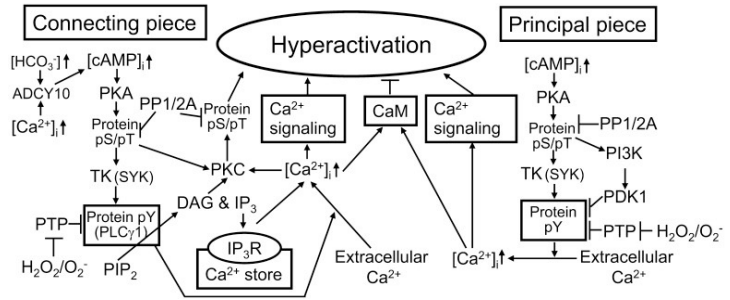 Connecting piece
Principal piece
Hyperactivation
[HCO₃⁻]↑
[cAMP]ᵢ↑
ADCY10
PKA
[Ca²⁺]ᵢ↑
Protein
pS/pT
PP1/2A
Protein
pS/pT
TK (SYK)
PKC
Ca²⁺
signaling
[Ca²⁺]ᵢ↑
CaM
Ca²⁺
signaling
DAG & IP₃
PTP
Protein pY
(PLCγ1)
H₂O₂/O₂⁻
PIP₂
IP₃R
Ca²⁺ store
Extracellular
Ca²⁺
[Ca²⁺]ᵢ↑
[cAMP]ᵢ↑
PKA
Protein
pS/pT
PP1/2A
PI3K
TK (SYK)
PDK1
Protein
pY
PTP
H₂O₂/O₂⁻
Extracellular
Ca²⁺